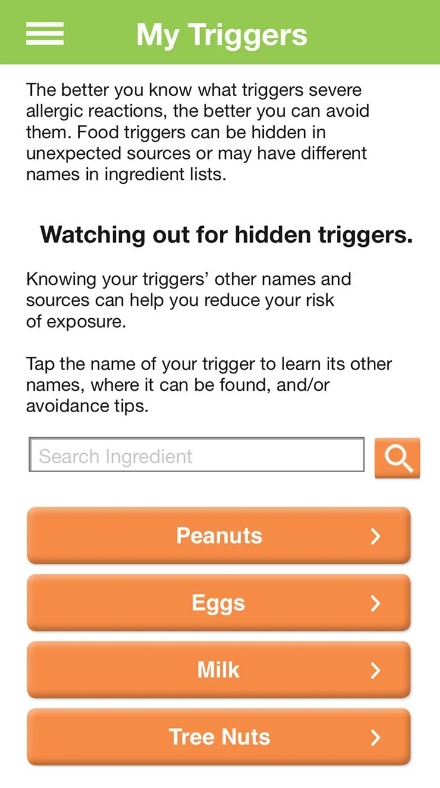 My Triggers
The better you know what triggers severe
allergic reactions, the better you can avoid
them. Food triggers can be hidden in
unexpected sources or may have different
names in ingredient lists.
Watching out for hidden triggers.
Knowing your triggers’ other names and
sources can help you reduce your risk
of exposure.
Tap the name of your trigger to learn its other
names, where it can be found, and/or
avoidance tips.
Search Ingredient
Peanuts
Eggs
Milk
Tree Nuts